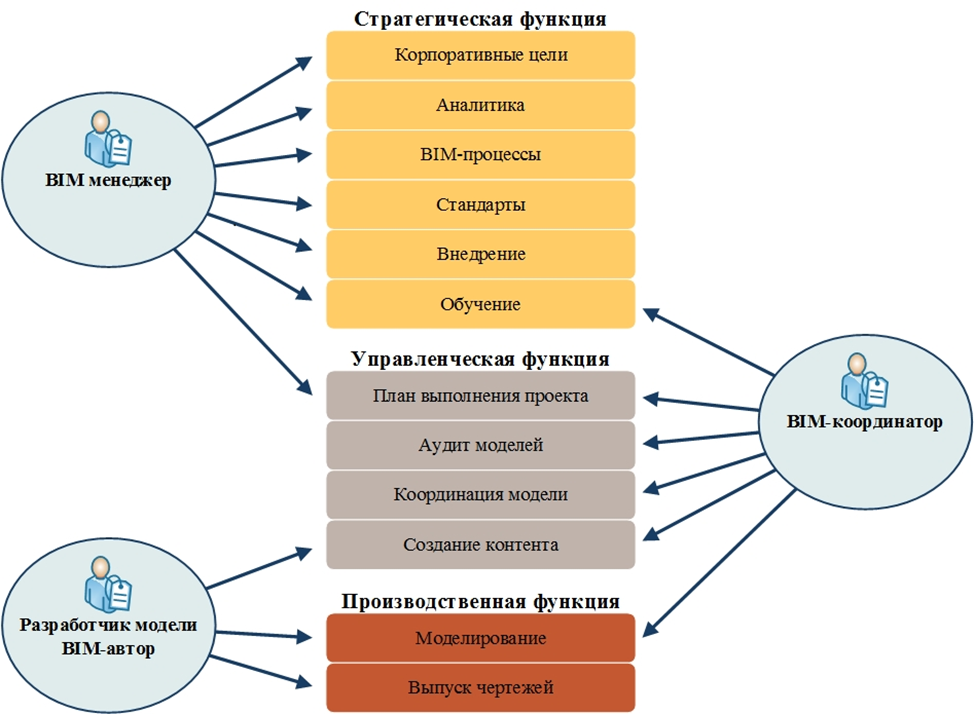 Стратегическая функция
Корпоративные цели
Аналитика
BIM-процессы
Стандарты
Внедрение
Обучение
BIM менеджер
Управленческая функция
План выполнения проекта
Аудит моделей
Координация модели
Создание контента
BIM-координатор
Производственная функция
Моделирование
Выпуск чертежей
Разработчик модели
BIM-автор